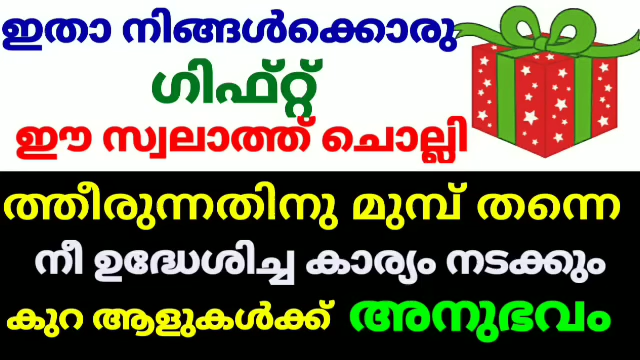 ഇതാ നിങ്ങൾക്കൊരു
ഗിഫ്റ്റ്
ഈ സ്വലാത്ത് ചൊല്ലി
ത്തീരുന്നതിനു മുമ്പ് തന്നെ
നീ ഉദ്ധേശിച്ച കാര്യം നടക്കും
കുറ ആളുകൾക്ക് അനുഭവം